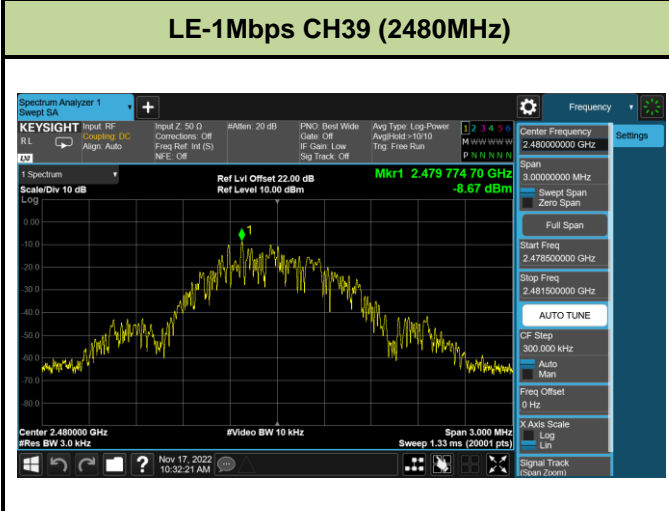 LE-1Mbps CH39 (2480MHz)
Spectrum Analyzer 1
Swept SA
Frequency
KEYSIGHT
RL
LXI
Input: RF
Coupling: DC
Align: Auto
Input Z: 50 Ω
Corrections: Off
Freq Ref: Int (S)
NFE: Off
#Atten: 20 dB
PNO: Best Wide
Gate: Off
IF Gain: Low
Sig Track: Off
Avg Type: Log-Power
Avg|Hold:>10/10
Trig: Free Run
1 2 3 4 5 6
M W W W W W
P N N N N N
1 Spectrum
Scale/Div 10 dB
Log
Ref Lvl Offset 22.00 dB
Ref Level 10.00 dBm
Mkr1 2.479 774 70 GHz
-8.67 dBm
1
0.00
-10.0
-20.0
-30.0
-40.0
-50.0
-60.0
-70.0
-80.0
Center 2.480000 GHz
#Res BW 3.0 kHz
#Video BW 10 kHz
Span 3.000 MHz
Sweep 1.33 ms (20001 pts)
Center Frequency
2.480000000 GHz
Settings
Span
3.00000000 MHz
Swept Span
Zero Span
Full Span
Start Freq
2.478500000 GHz
Stop Freq
2.481500000 GHz
AUTO TUNE
CF Step
300.000 kHz
Auto
Man
Freq Offset
0 Hz
X Axis Scale
Log
Lin
Signal Track
(Span Zoom)
?
Nov 17, 2022
10:32:21 AM